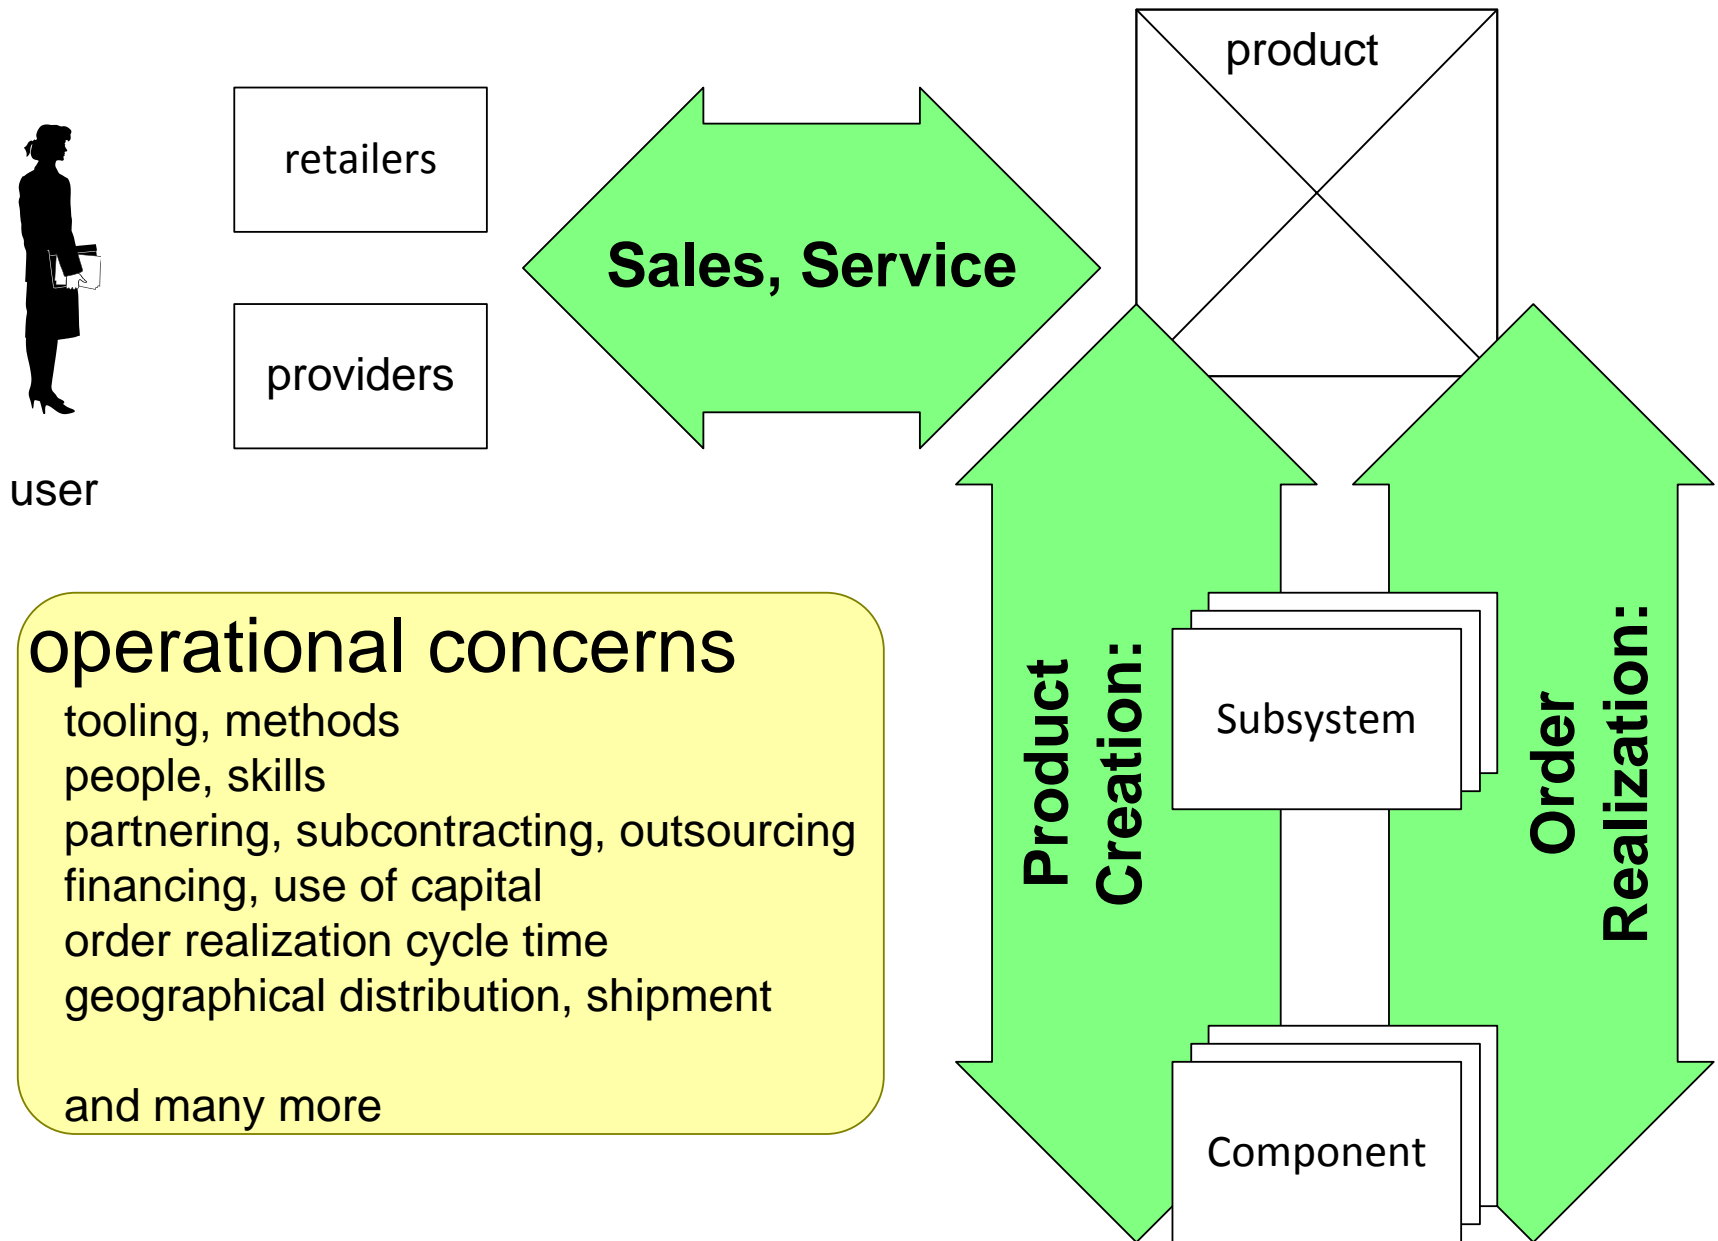 product
retailers
Sales, Service
providers
user
operational concerns
tooling, methods
people, skills
partnering, subcontracting, outsourcing
financing, use of capital
order realization cycle time
geographical distribution, shipment
and many more
Product
Creation:
Subsystem
Order
Realization:
Component